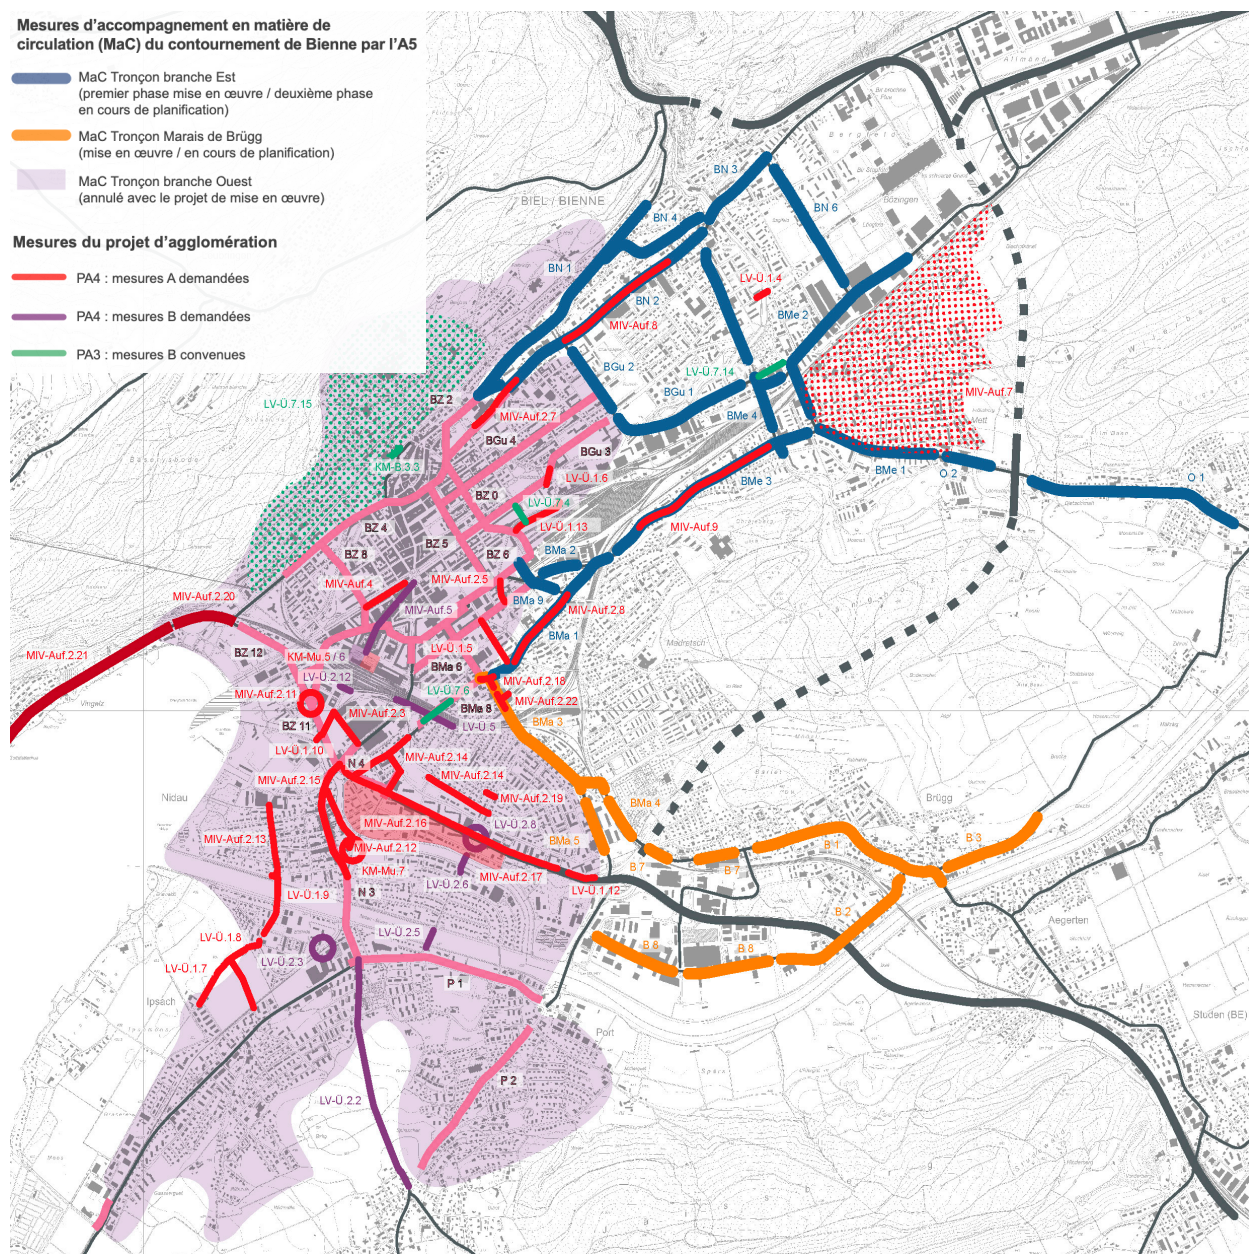 Mesures d'accompagnement en matière de
circulation (MaC) du contournement de Bienne par l'A5
MaC Tronçon branche Est
(premier phase mise en œuvre / deuxième phase
en cours de planification)
MaC Tronçon Marais de Brügg
(mise en œuvre / en cours de planification)
MaC Tronçon branche Ouest
(annulé avec le projet de mise en œuvre)
Mesures du projet d'agglomération
PA4 : mesures A demandées
PA4 : mesures B demandées
PA3 : mesures B convenues
BIEL / BIENNE
Bözingen
BN 3
BN 6
BN 4
BN 1
BN 2
LV-Ü.1.4
MIV-Auf.8
BMe 2
BGu 2
LV-Ü.7.14
BGu 1
MIV-Auf.7
Mett
LV-Ü.7.15
BZ 2
MIV-Auf.2.7
BMe 4
BGu 4
BGu 3
KM-B.3.3
BMe 1
O 2
O 1
LV-Ü.1.6
BMe 3
BZ 0
LV-Ü.7.4
BZ 4
LV-Ü.1.13
MIV-Auf.9
BZ 5
BZ 8
BZ 6
BMa 2
MIV-Auf.4
MIV-Auf.2.5
MIV-Auf.2.20
MIV-Auf.5
BMa 9
MIV-Auf.2.8
BMa 1
Madretsch
LV-Ü.1.5
BZ 12
MIV-Auf.2.21
KM-Mu.5 / 6
BMa 6
LV-Ü.2.12
MIV-Auf.2.18
MIV-Auf.2.11
LV-Ü.7.6
MIV-Auf.2.22
Vingelz
MIV-Auf.2.3
BMa 8
BZ 11
LV-Ü.5
BMa 3
LV-Ü.1.10
MIV-Auf.2.14
N 4
MIV-Auf.2.15
MIV-Auf.2.14
Nidau
MIV-Auf.2.19
BMa 4
Brügg
MIV-Auf.2.16
LV-Ü.2.8
MIV-Auf.2.13
BMa 5
B 1
B 3
MIV-Auf.2.12
KM-Mu.7
B 7
B 7
LV-Ü.2.6
MIV-Auf.2.17
LV-Ü.1.12
LV-Ü.1.9
N 3
B 2
Aegerten
LV-Ü.1.8
LV-Ü.2.5
B 8
B 8
LV-Ü.2.3
LV-Ü.1.7
P 1
Ipsach
Studen (BE)
Port
P 2
LV-Ü.2.2